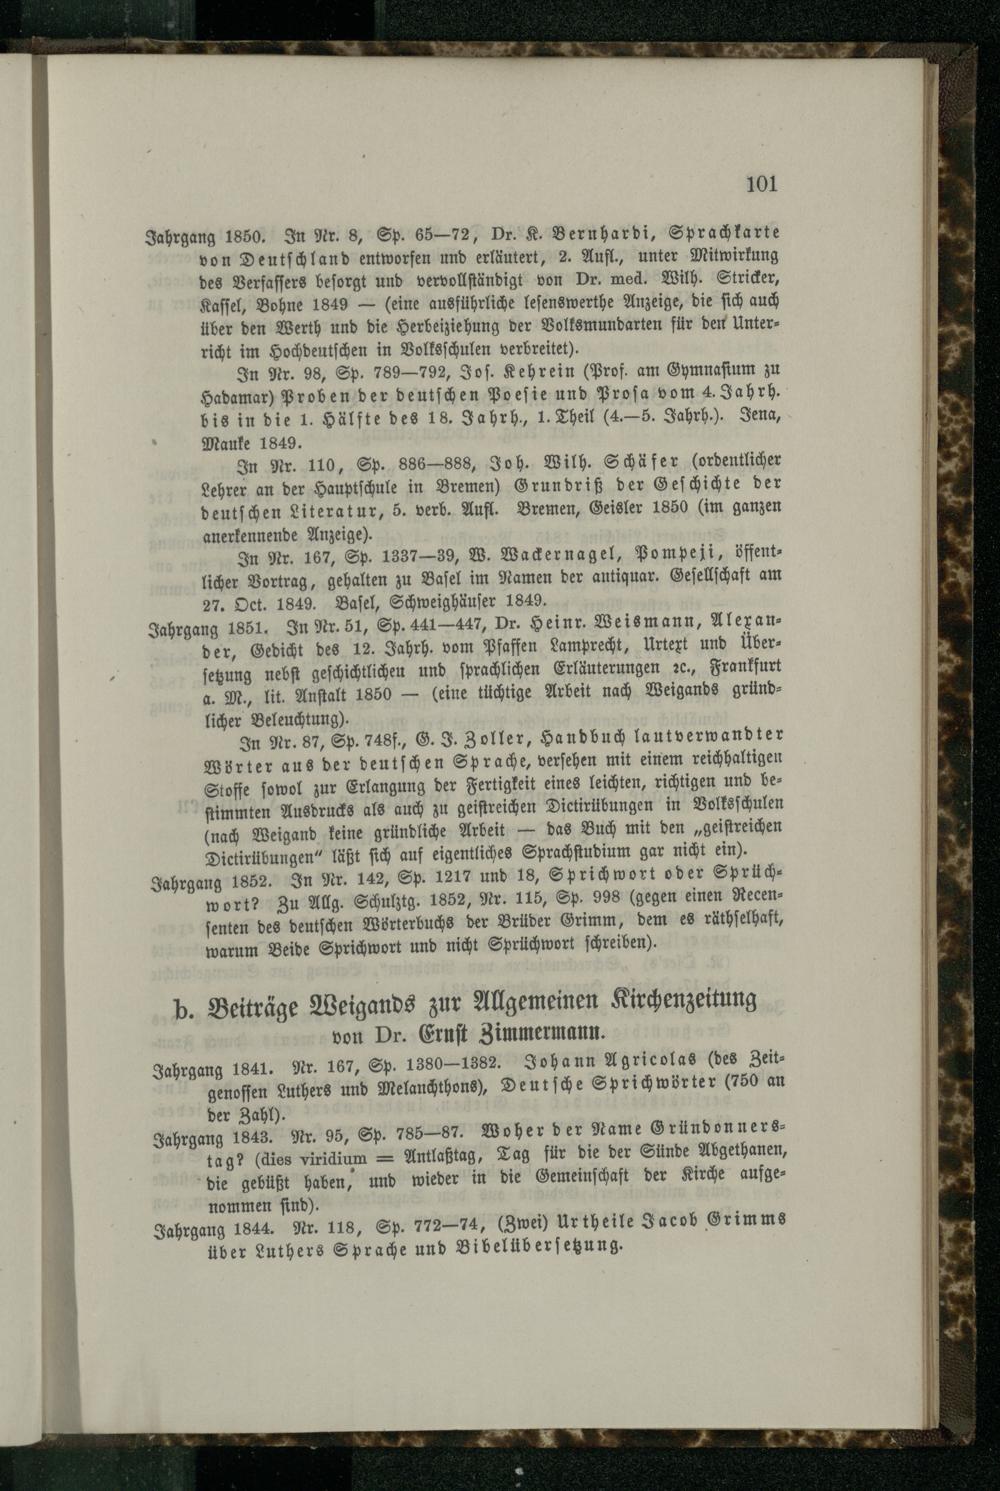 101
Jahrgang 1850. In Nr. 8, Sp. 65—72, Dr. K. Bernhardi, Sprachkarte
von Deutschland entworfen und erläutert, 2. Aufl., unter Mitwirkung
des Verfassers besorgt und vervollständigt von Dr. med. Wilh. Stricker,
Kassel, Bohne 1849 — (eine ausführliche lesenswerthe Anzeige, die sich auch
über den Werth und die Herbeiziehung der Volksmundarten für den Unter-
richt im Hochdeutschen in Volksschulen verbreitet).
In Nr. 98, Sp. 789—792, Jos. Kehrein (Prof. am Gymnasium zu
Hadamar) Proben der deutschen Poesie und Prosa vom 4. Jahrh.
bis in die 1. Hälfte des 18. Jahrh., 1. Theil (4.—5. Jahrh.). Jena,
Mauke 1849.
In Nr. 110, Sp. 886—888, Joh. Wilh. Schäfer (ordentlicher
Lehrer an der Hauptschule in Bremen) Grundriß der Geschichte der
deutschen Literatur, 5. verb. Aufl. Bremen, Geisler 1850 (im ganzen
anerkennende Anzeige).
In Nr. 167, Sp. 1337—39, W. Wackernagel, Pompeji, öffent-
licher Vortrag, gehalten zu Basel im Namen der antiquar. Gesellschaft am
27. Oct. 1849. Basel, Schweighäuser 1849.
Jahrgang 1851. In Nr. 51, Sp. 441—447, Dr. Heinr. Weismann, Alexan-
der, Gedicht des 12. Jahrh. vom Pfaffen Lamprecht, Urtext und Über-
setzung nebst geschichtlichen und sprachlichen Erläuterungen ꝛc., Frankfurt
a. M., lit. Anstalt 1850 — (eine tüchtige Arbeit nach Weigands gründ-
licher Beleuchtung).
In Nr. 87, Sp. 748f., G. J. Zoller, Handbuch lautverwandter
Wörter aus der deutschen Sprache, versehen mit einem reichhaltigen
Stoffe sowol zur Erlangung der Fertigkeit eines leichten, richtigen und be-
stimmten Ausdrucks als auch zu geistreichen Dictirübungen in Volksschulen
(nach Weigand keine gründliche Arbeit — das Buch mit den „geistreichen
Dictirübungen“ läßt sich auf eigentliches Sprachstudium gar nicht ein).
Jahrgang 1852. In Nr. 142, Sp. 1217 und 18, Sprichwort oder Sprüch-
wort? Zu Allg. Schulztg. 1852, Nr. 115, Sp. 998 (gegen einen Recen-
senten des deutschen Wörterbuchs der Brüder Grimm, dem es räthselhaft,
warum Beide Sprichwort und nicht Sprüchwort schreiben).
b. Beiträge Weigands zur Allgemeinen Kirchenzeitung
von Dr. Ernst Zimmermann.
Jahrgang 1841. Nr. 167, Sp. 1380—1382. Johann Agricolas (des Zeit-
genossen Luthers und Melanchthons), Deutsche Sprichwörter (750 an
der Zahl).
Jahrgang 1843. Nr. 95, Sp. 785—87. Woher der Name Gründonners-
tag? (dies viridium = Antlaßtag, Tag für die der Sünde Abgethanen,
die gebüßt haben, und wieder in die Gemeinschaft der Kirche aufge-
nommen sind).
Jahrgang 1844. Nr. 118, Sp. 772—74, (Zwei) Urtheile Jacob Grimms
über Luthers Sprache und Bibelübersetzung.